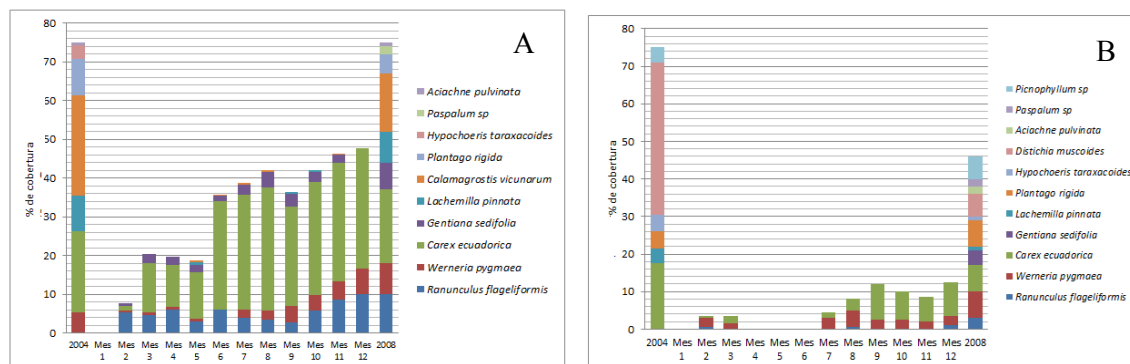 A
% de cobertura
80
70
60
50
40
30
20
10
0
2004 Mes 1 Mes 2 Mes 3 Mes 4 Mes 5 Mes 6 Mes 7 Mes 8 Mes 9 Mes 10 Mes 11 Mes 12 2008
Aciachne pulvinata
Paspalum sp
Hypochoeris taraxacoides
Plantago rigida
Calamagrostis vicunarum
Lachemilla pinnata
Gentiana sedifolia
Carex ecuadorica
Werneria pygmaea
Ranunculus flageliformis
B
% de cobertura
80
70
60
50
40
30
20
10
0
2004 Mes 1 Mes 2 Mes 3 Mes 4 Mes 5 Mes 6 Mes 7 Mes 8 Mes 9 Mes 10 Mes 11 Mes 12 2008
Picnophyllum sp
Paspalum sp
Aciachne pulvinata
Distichia muscoides
Hypochoeris taraxacoides
Plantago rigida
Lachemilla pinnata
Gentiana sedifolia
Carex ecuadorica
Werneria pygmaea
Ranunculus flageliformis